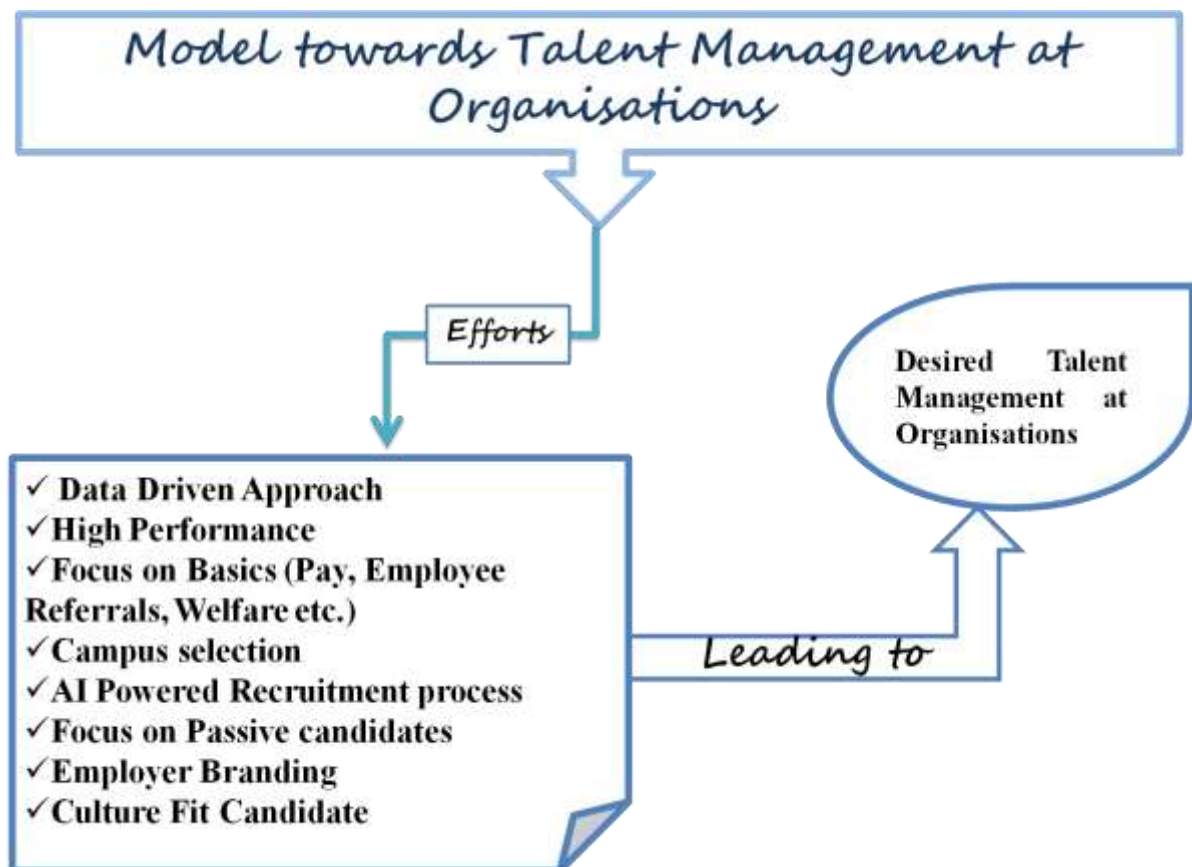 Model towards Talent Management at
Organisations
Efforts
Desired Talent
Management at
Organisations
✓ Data Driven Approach
✓High Performance
✓Focus on Basics (Pay, Employee
Referrals, Welfare etc.)
✓Campus selection
✓AI Powered Recruitment process
✓Focus on Passive candidates
✓Employer Branding
✓Culture Fit Candidate
Leading to